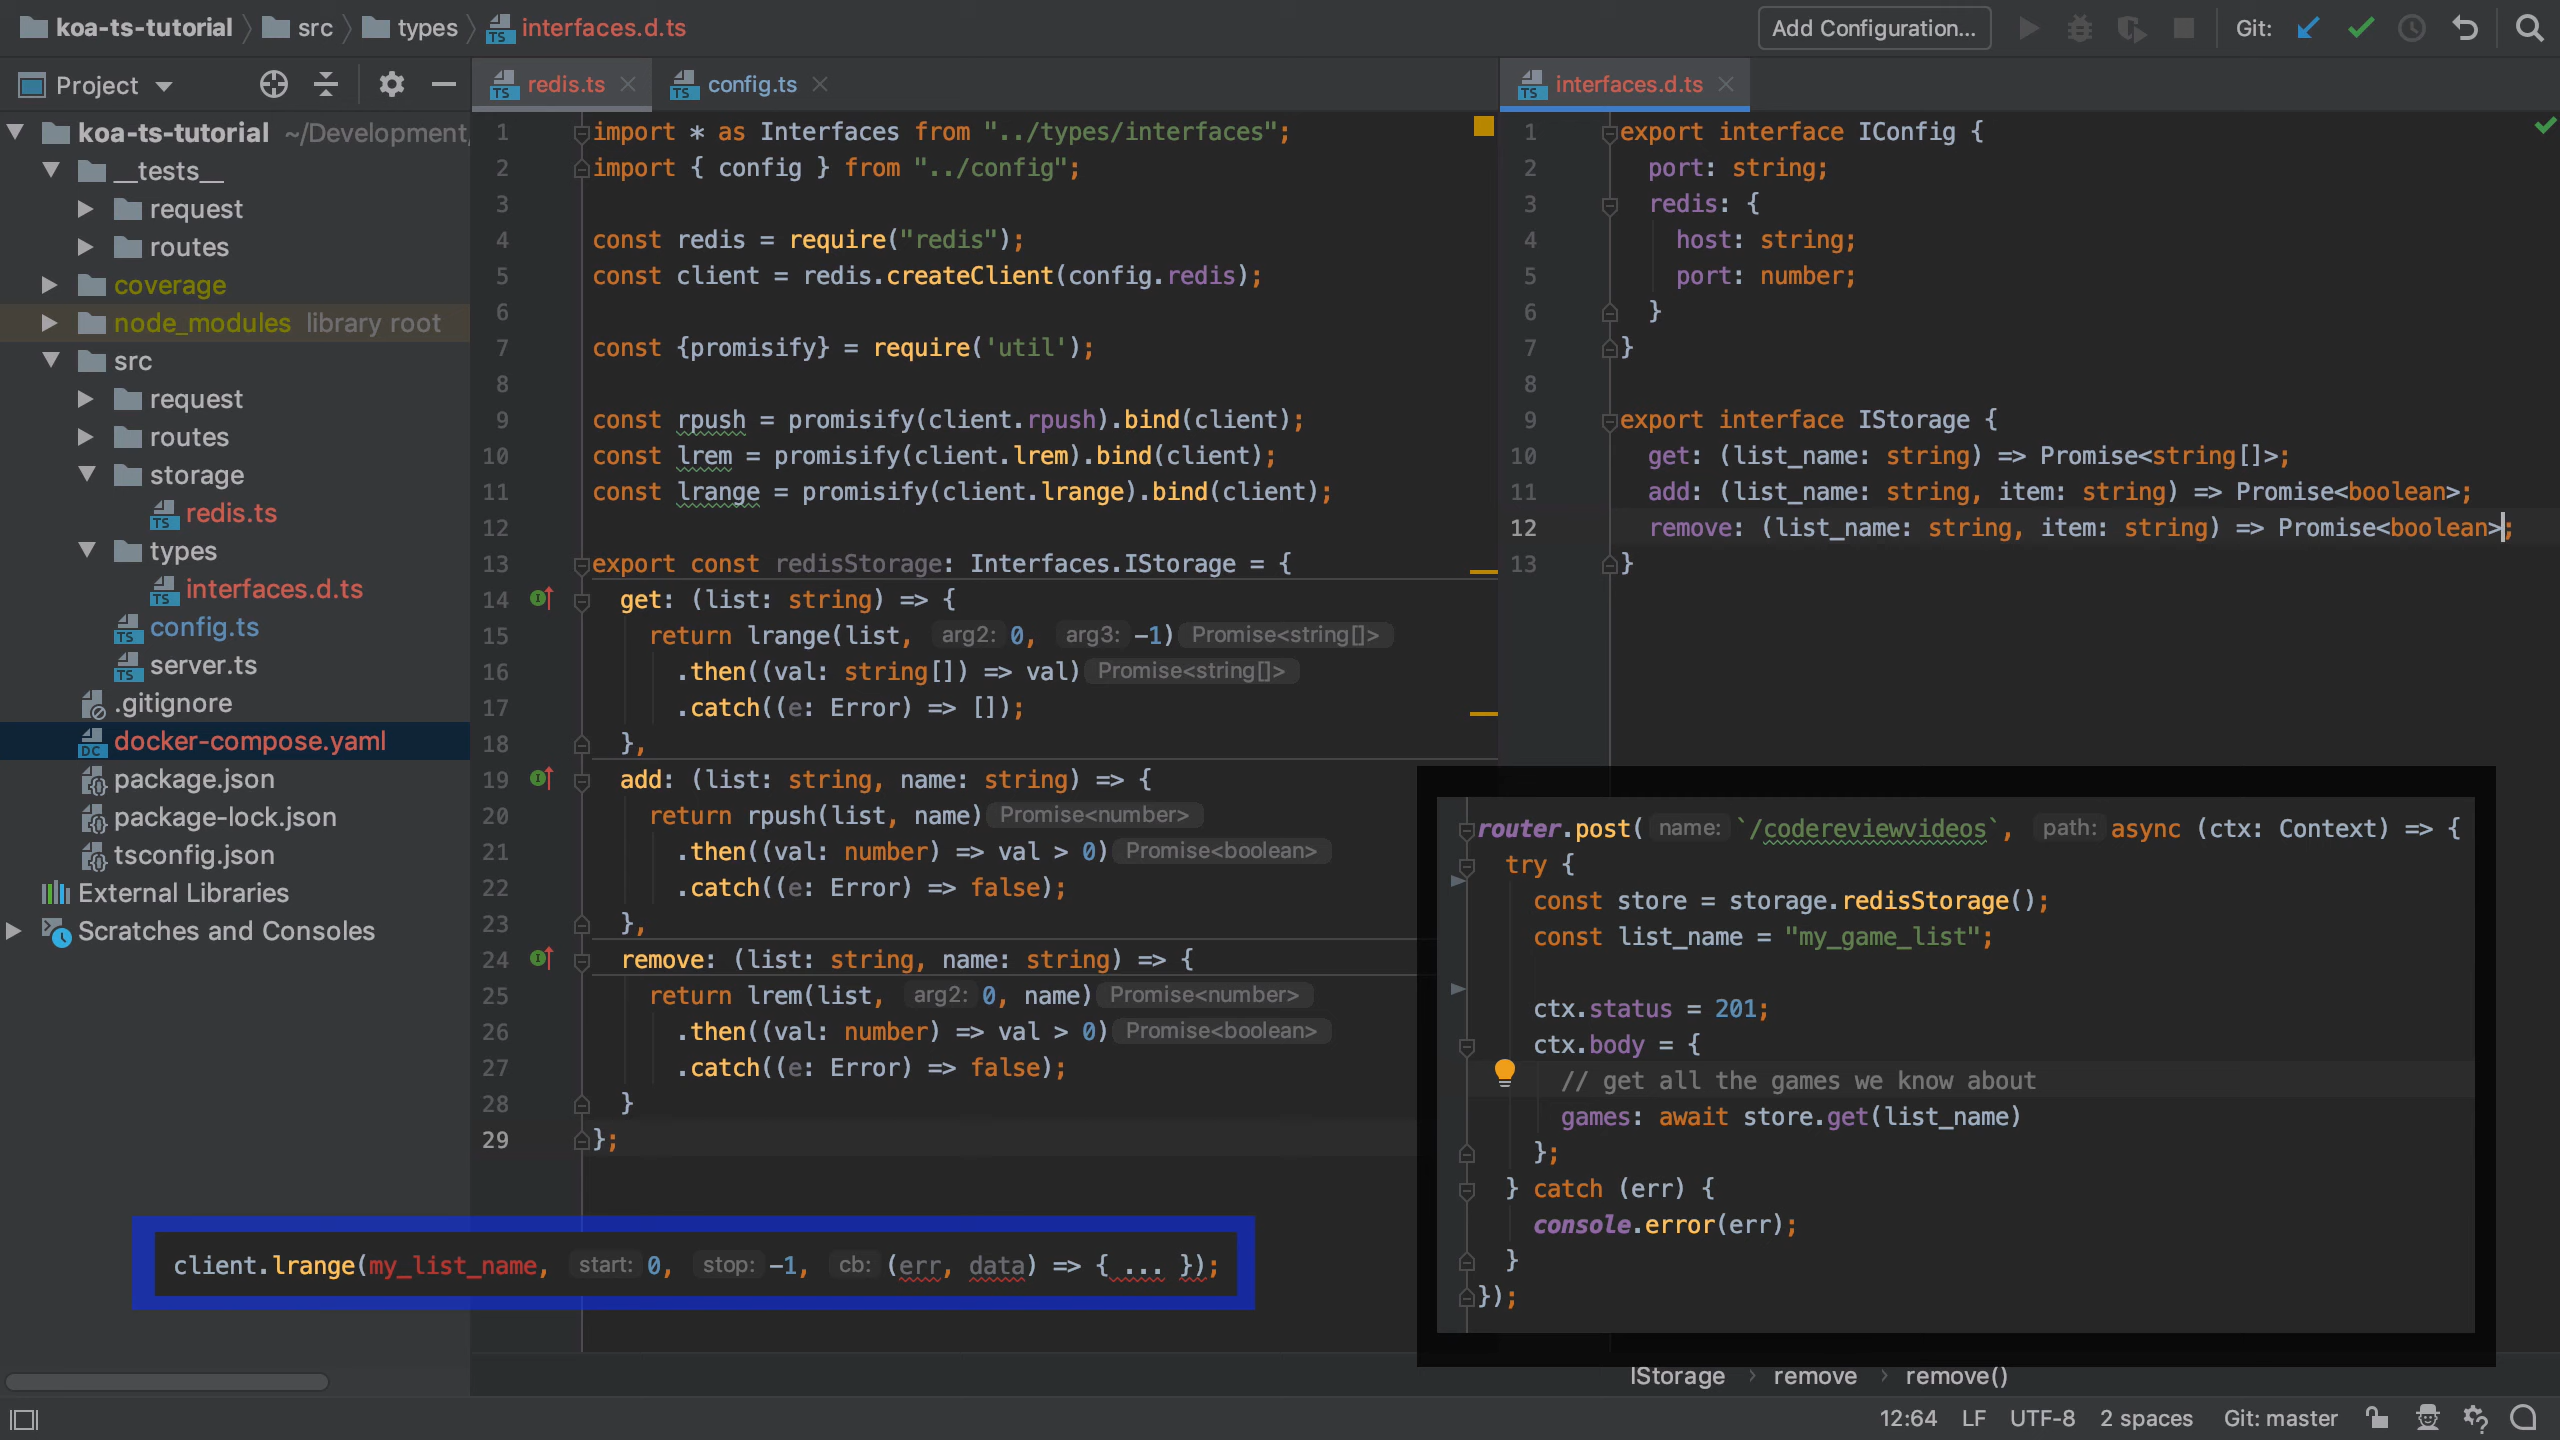 koa-ts-tutorial src types interfaces.d.ts Add Configuration... Git:
Project
koa-ts-tutorial ~/Development,
__tests__
request
routes
coverage
node_modules library root
src
request
routes
storage
redis.ts
types
interfaces.d.ts
config.ts
server.ts
.gitignore
docker-compose.yaml
package.json
package-lock.json
tsconfig.json
External Libraries
Scratches and Consoles
redis.ts config.ts
1 import * as Interfaces from "../types/interfaces";
2 import { config } from "../config";
3
4 const redis = require("redis");
5 const client = redis.createClient(config.redis);
6
7 const {promisify} = require('util');
8
9 const rpush = promisify(client.rpush).bind(client);
10 const lrem = promisify(client.lrem).bind(client);
11 const lrange = promisify(client.lrange).bind(client);
12
13 export const redisStorage: Interfaces.IStorage = {
14 get: (list: string) => {
15 return lrange(list, arg2: 0, arg3: -1) Promise<string[]>
16 .then((val: string[]) => val) Promise<string[]>
17 .catch((e: Error) => []);
18 },
19 add: (list: string, name: string) => {
20 return rpush(list, name) Promise<number>
21 .then((val: number) => val > 0) Promise<boolean>
22 .catch((e: Error) => false);
23 },
24 remove: (list: string, name: string) => {
25 return lrem(list, arg2: 0, name) Promise<number>
26 .then((val: number) => val > 0) Promise<boolean>
27 .catch((e: Error) => false);
28 }
29 };
client.lrange(my_list_name, start: 0, stop: -1, cb: (err, data) => { ... });
interfaces.d.ts
1 export interface IConfig {
2 port: string;
3 redis: {
4 host: string;
5 port: number;
6 }
7 }
8
9 export interface IStorage {
10 get: (list_name: string) => Promise<string[]>;
11 add: (list_name: string, item: string) => Promise<boolean>;
12 remove: (list_name: string, item: string) => Promise<boolean>;
13 }
router.post( name: `/codereviewvideos`, path: async (ctx: Context) => {
try {
const store = storage.redisStorage();
const list_name = "my_game_list";
ctx.status = 201;
ctx.body = {
// get all the games we know about
games: await store.get(list_name)
};
} catch (err) {
console.error(err);
}
});
IStorage › remove › remove()
12:64 LF UTF-8 2 spaces Git: master